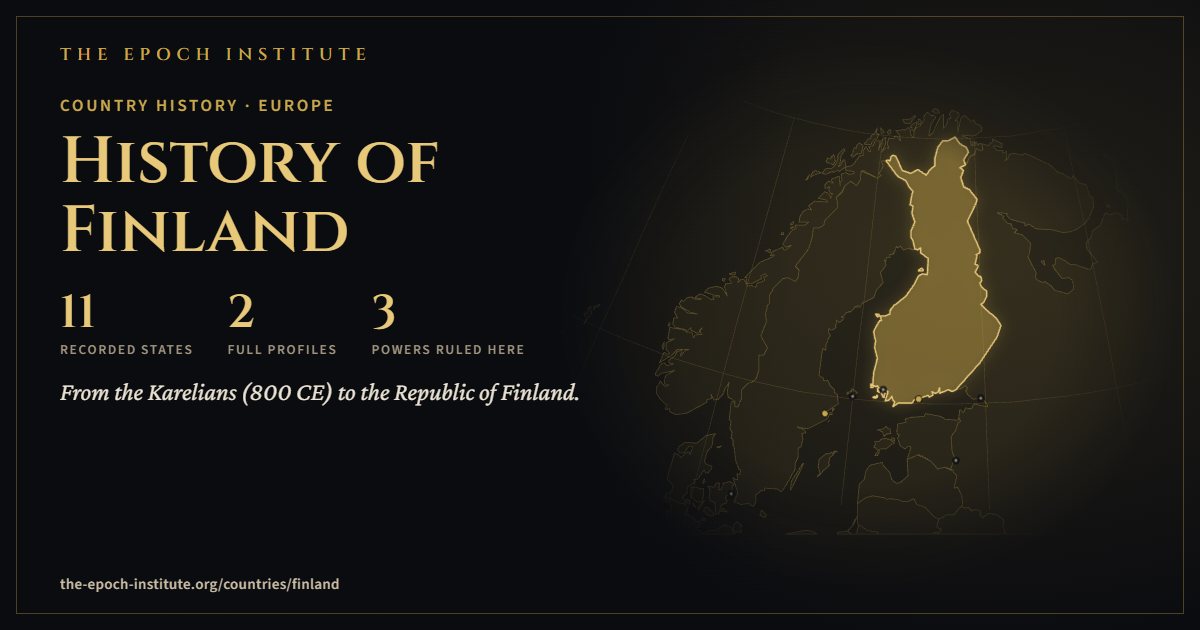 THE EPOCH INSTITUTE
COUNTRY HISTORY · EUROPE
History of
Finland
11
2
3
RECORDED STATES
FULL PROFILES
POWERS RULED HERE
From the Karelians (800 CE) to the Republic of Finland.
the-epoch-institute.org/countries/finland